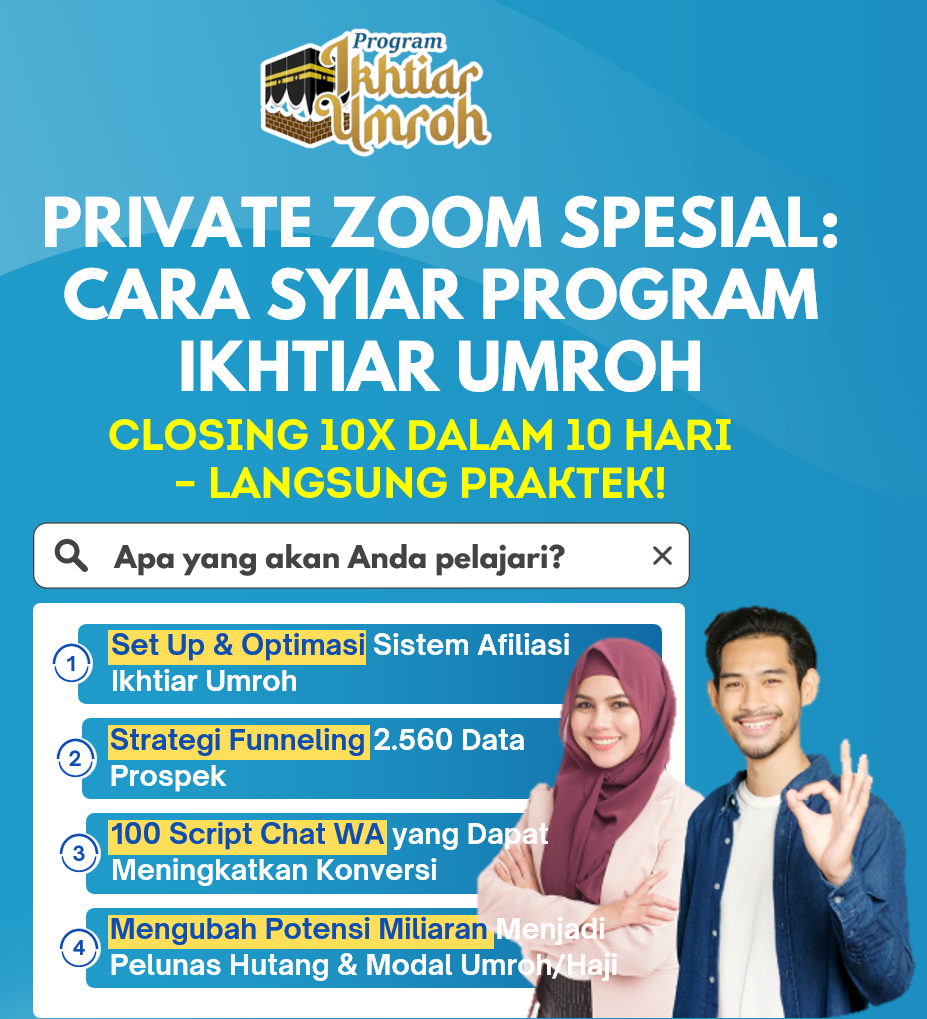 Program
Ikhtiar
Umroh
PRIVATE ZOOM SPESIAL:
CARA SYIAR PROGRAM
IKHTIAR UMROH
CLOSING 10X DALAM 10 HARI
– LANGSUNG PRAKTEK!
Apa yang akan Anda pelajari?
1
Set Up & Optimasi Sistem Afiliasi
Ikhtiar Umroh
2
Strategi Funneling 2.560 Data
Prospek
3
100 Script Chat WA yang Dapat
Meningkatkan Konversi
4
Mengubah Potensi Miliaran Menjadi
Pelunas Hutang & Modal Umroh/Haji